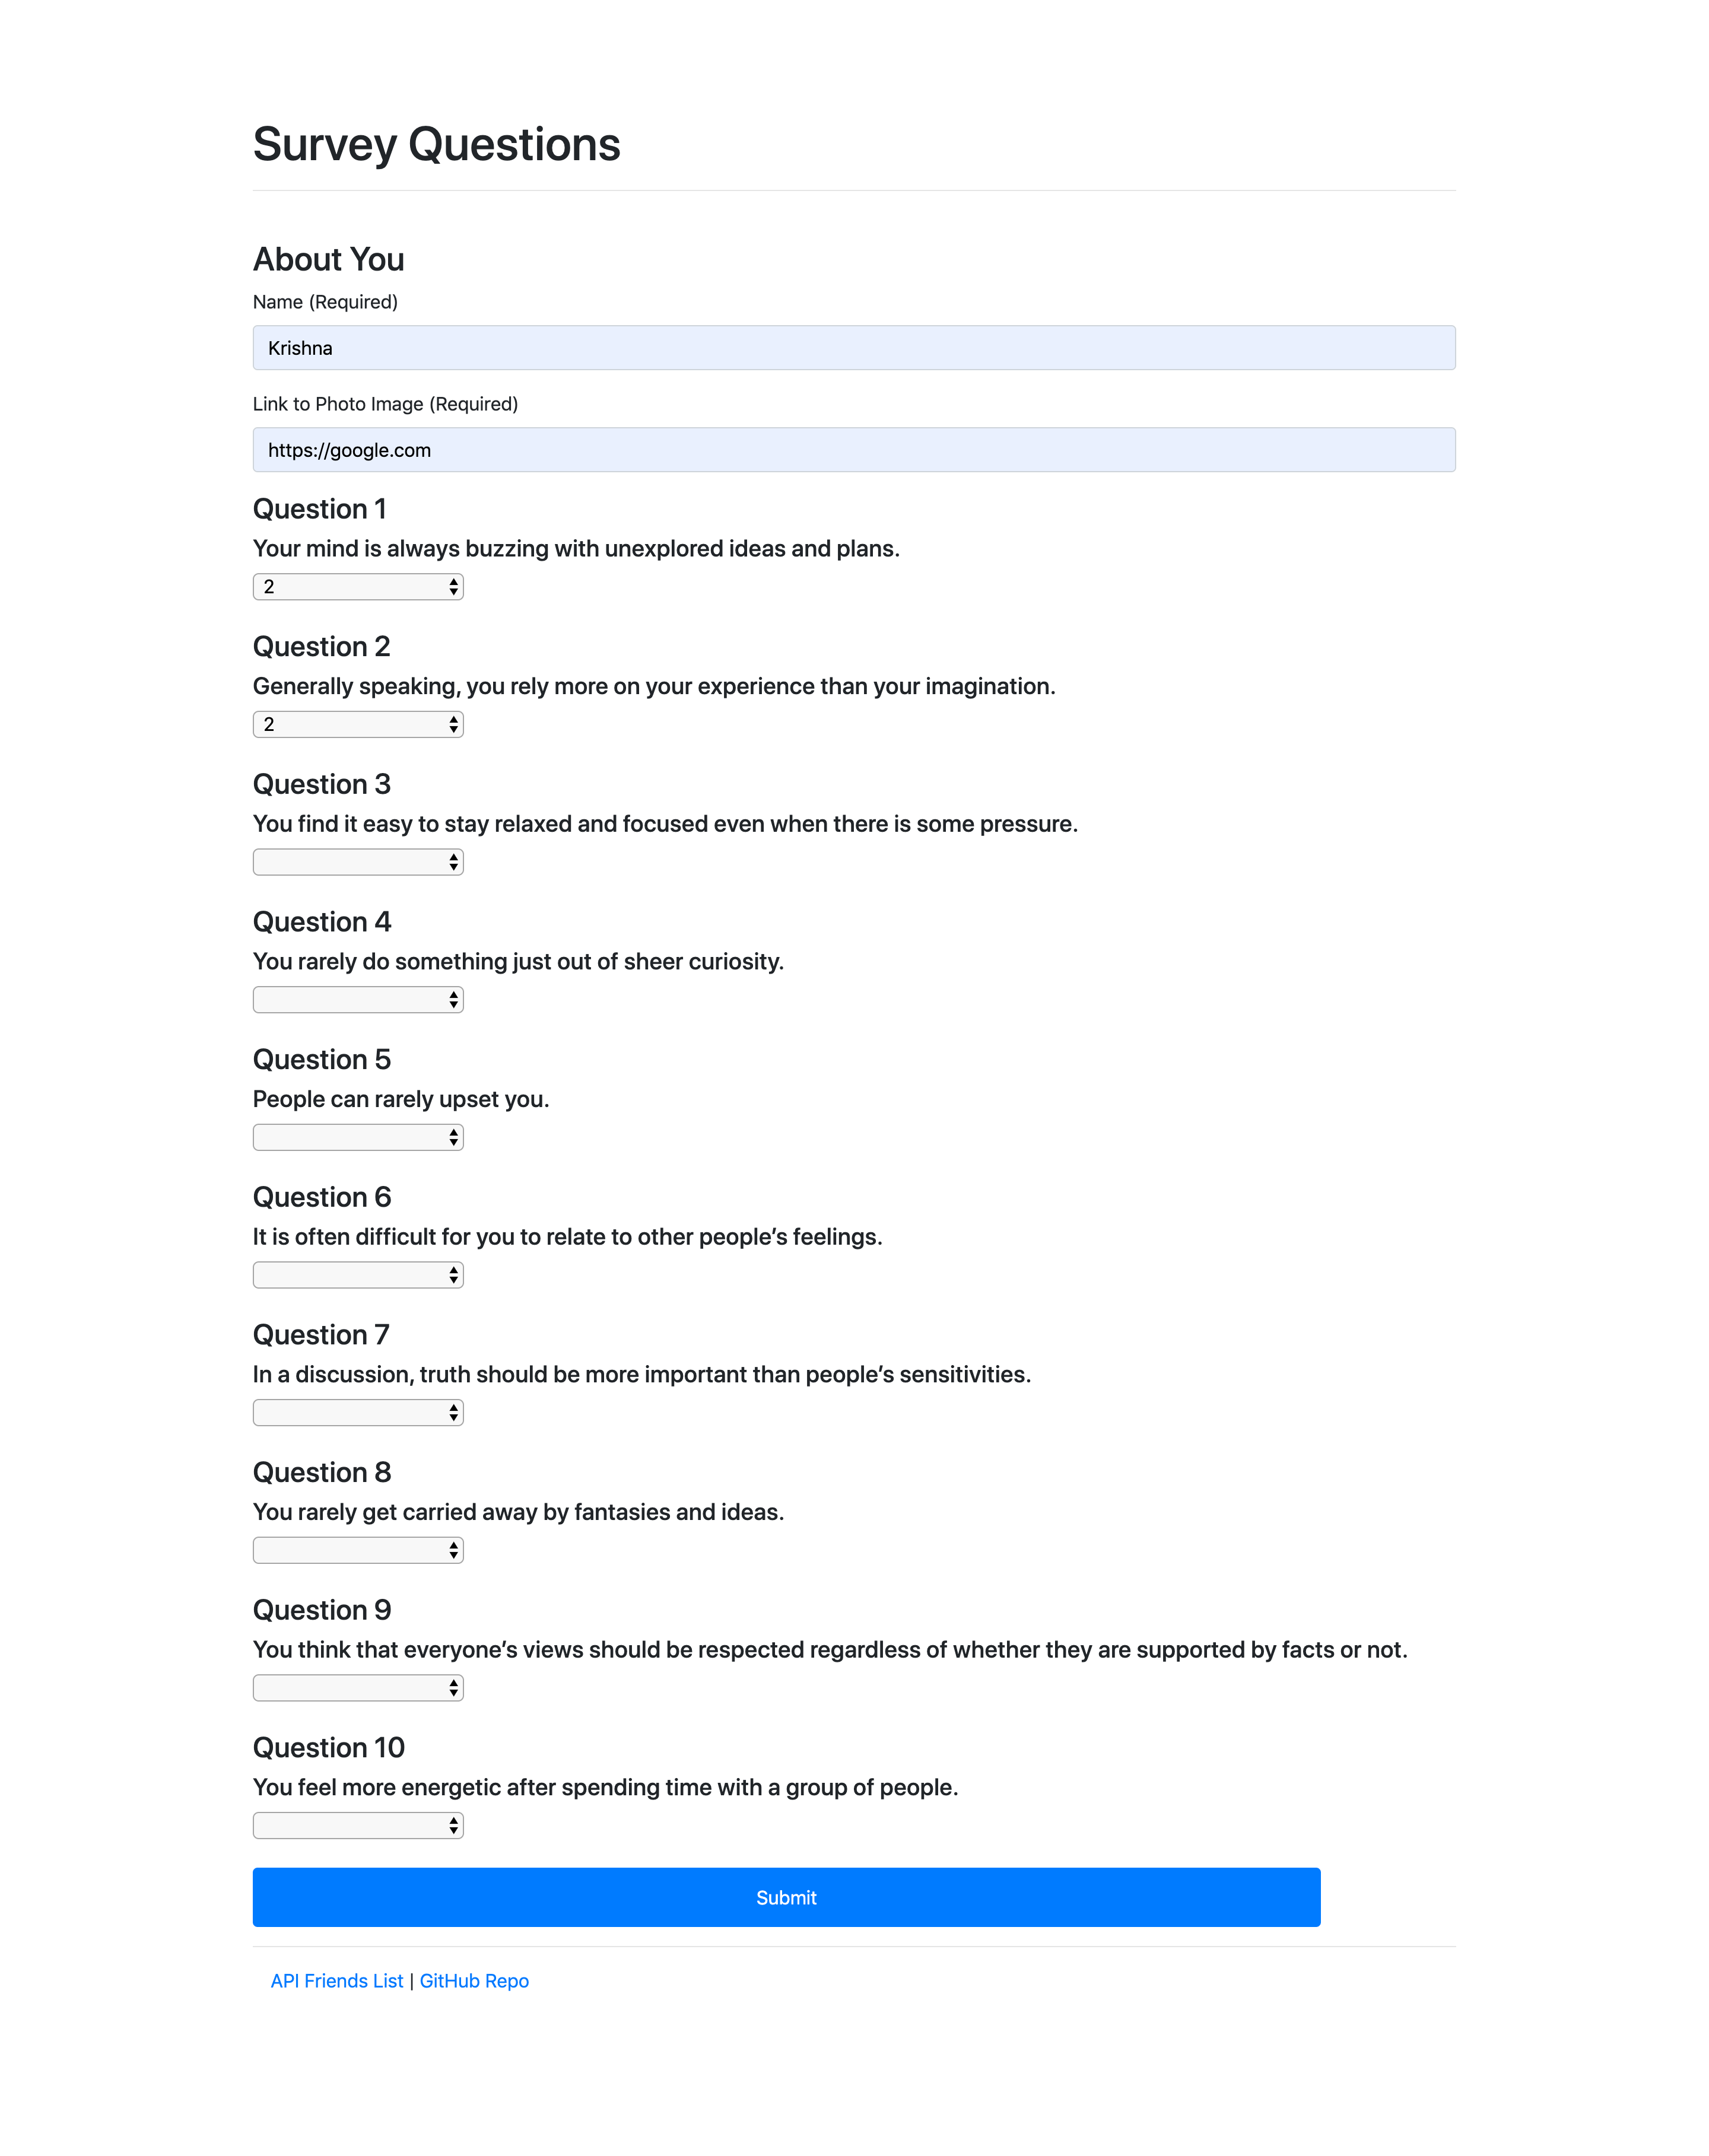 Survey Questions
About You
Name (Required)
Krishna
Link to Photo Image (Required)
https://google.com
Question 1
Your mind is always buzzing with unexplored ideas and plans.
2
Question 2
Generally speaking, you rely more on your experience than your imagination.
2
Question 3
You find it easy to stay relaxed and focused even when there is some pressure.
Question 4
You rarely do something just out of sheer curiosity.
Question 5
People can rarely upset you.
Question 6
It is often difficult for you to relate to other people’s feelings.
Question 7
In a discussion, truth should be more important than people’s sensitivities.
Question 8
You rarely get carried away by fantasies and ideas.
Question 9
You think that everyone’s views should be respected regardless of whether they are supported by facts or not.
Question 10
You feel more energetic after spending time with a group of people.
Submit
API Friends List | GitHub Repo